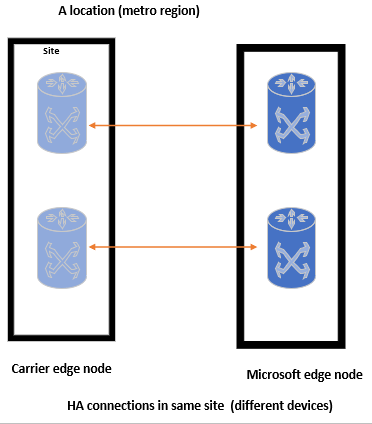 A location (metro region)
Site
Carrier edge node
Microsoft edge node
HA connections in same site (different devices)